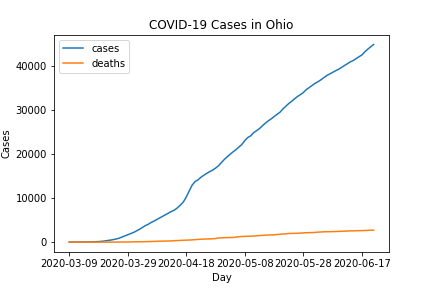 COVID-19 Cases in Ohio
cases
deaths
40000
30000
20000
10000
0
Cases
2020-03-09 2020-03-29 2020-04-18 2020-05-08 2020-05-28 2020-06-17
Day